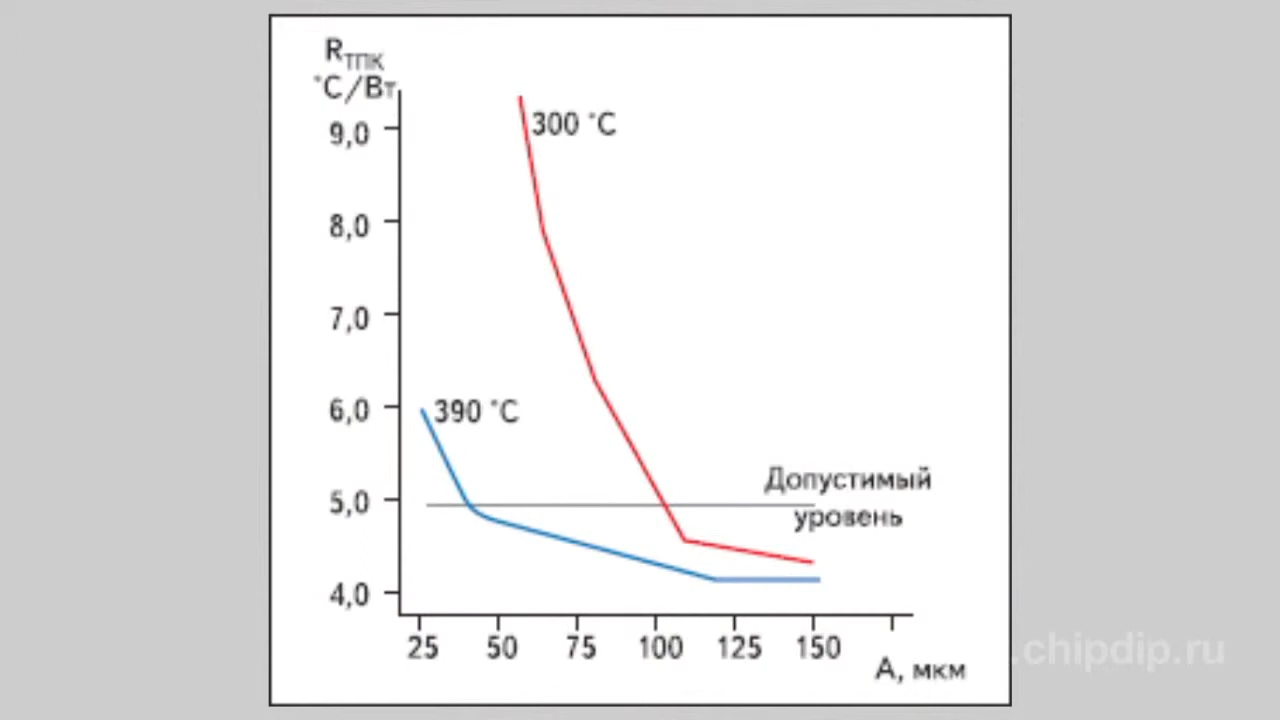 R ТПК
°C/Вт
9,0
300 °C
8,0
7,0
6,0
390 °C
Допустимый
5,0
уровень
4,0
25 50 75 100 125 150
А, мкм
.chipdip.ru